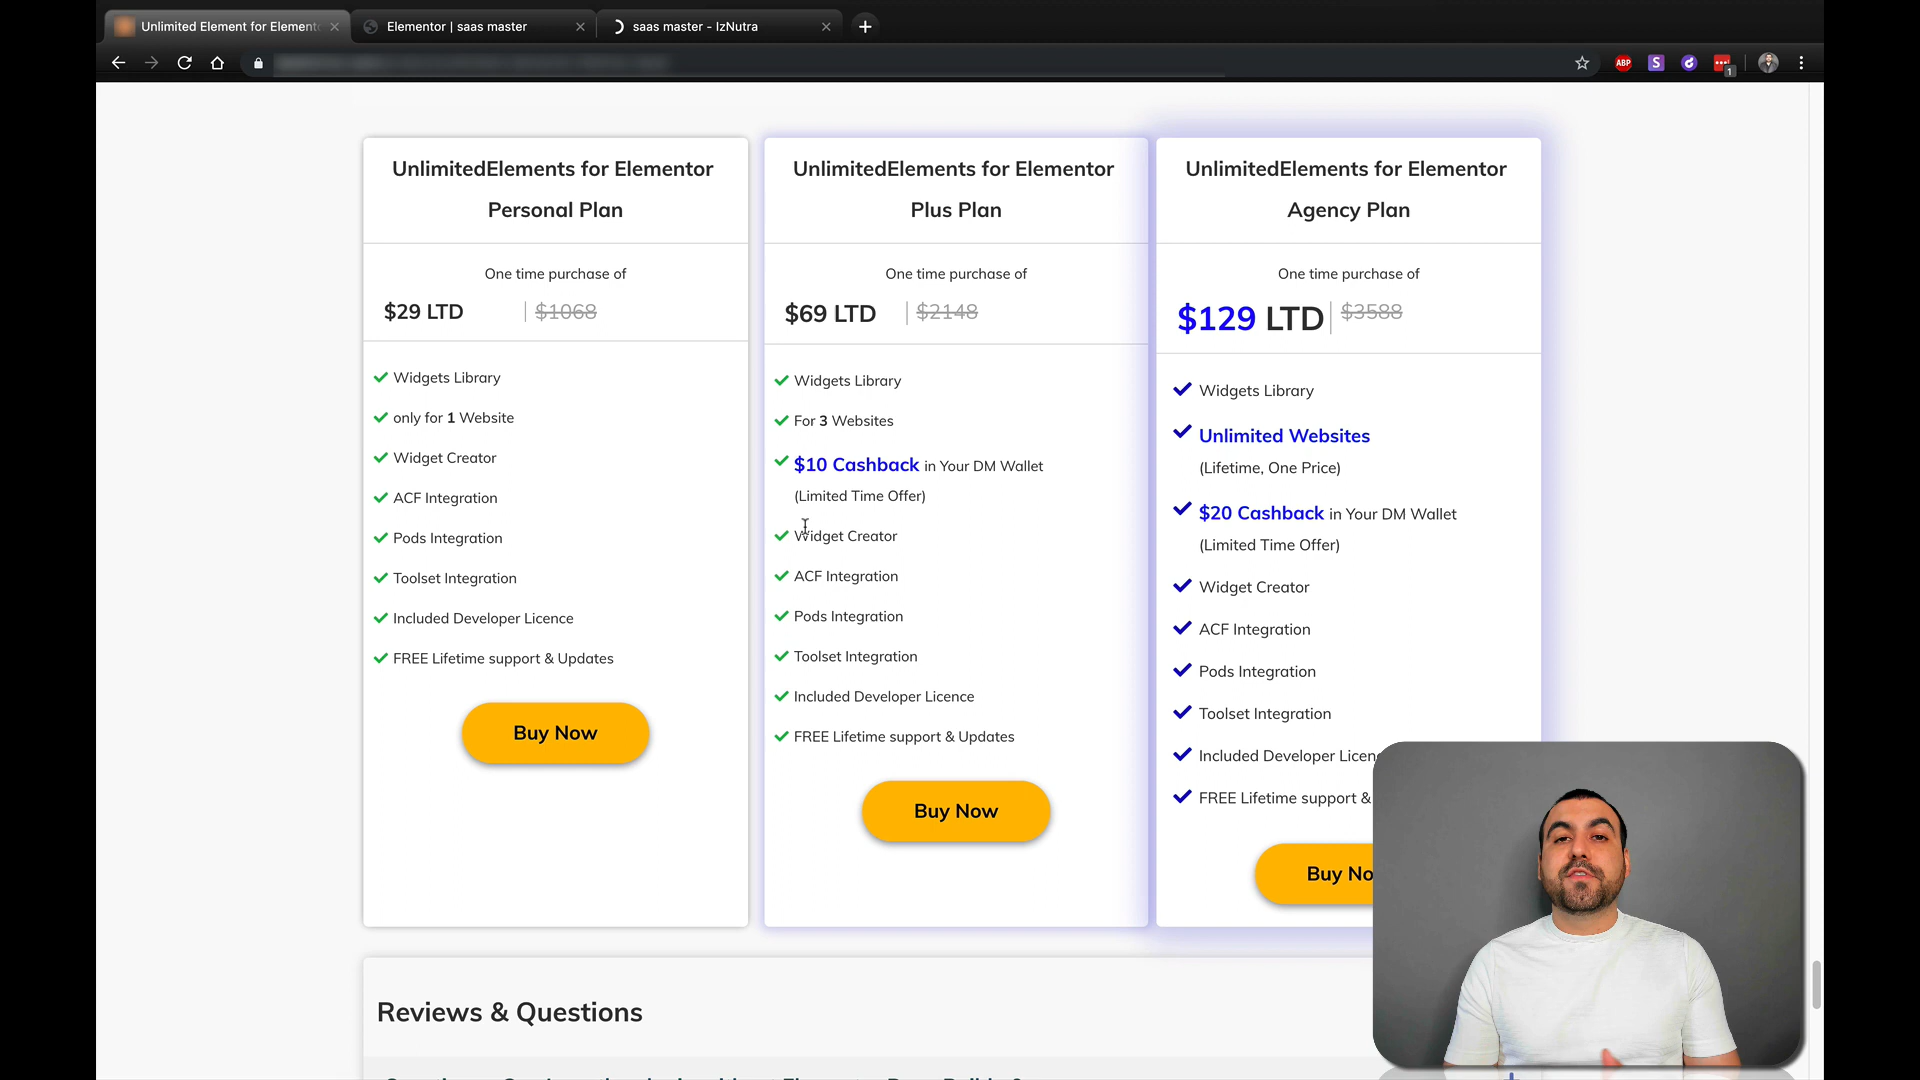 Unlimited Element for Element
Elementor | saas master
saas master - IzNutra
ABP
S
1
UnlimitedElements for Elementor
Personal Plan
One time purchase of
$29 LTD
$1068
Widgets Library
only for 1 Website
Widget Creator
ACF Integration
Pods Integration
Toolset Integration
Included Developer Licence
FREE Lifetime support & Updates
Buy Now
UnlimitedElements for Elementor
Plus Plan
One time purchase of
$69 LTD
$2148
Widgets Library
For 3 Websites
$10 Cashback in Your DM Wallet
(Limited Time Offer)
Widget Creator
ACF Integration
Pods Integration
Toolset Integration
Included Developer Licence
FREE Lifetime support & Updates
Buy Now
UnlimitedElements for Elementor
Agency Plan
One time purchase of
$129 LTD
$3588
Widgets Library
Unlimited Websites
(Lifetime, One Price)
$20 Cashback in Your DM Wallet
(Limited Time Offer)
Widget Creator
ACF Integration
Pods Integration
Toolset Integration
Included Developer Licen
FREE Lifetime support &
Buy No
Reviews & Questions